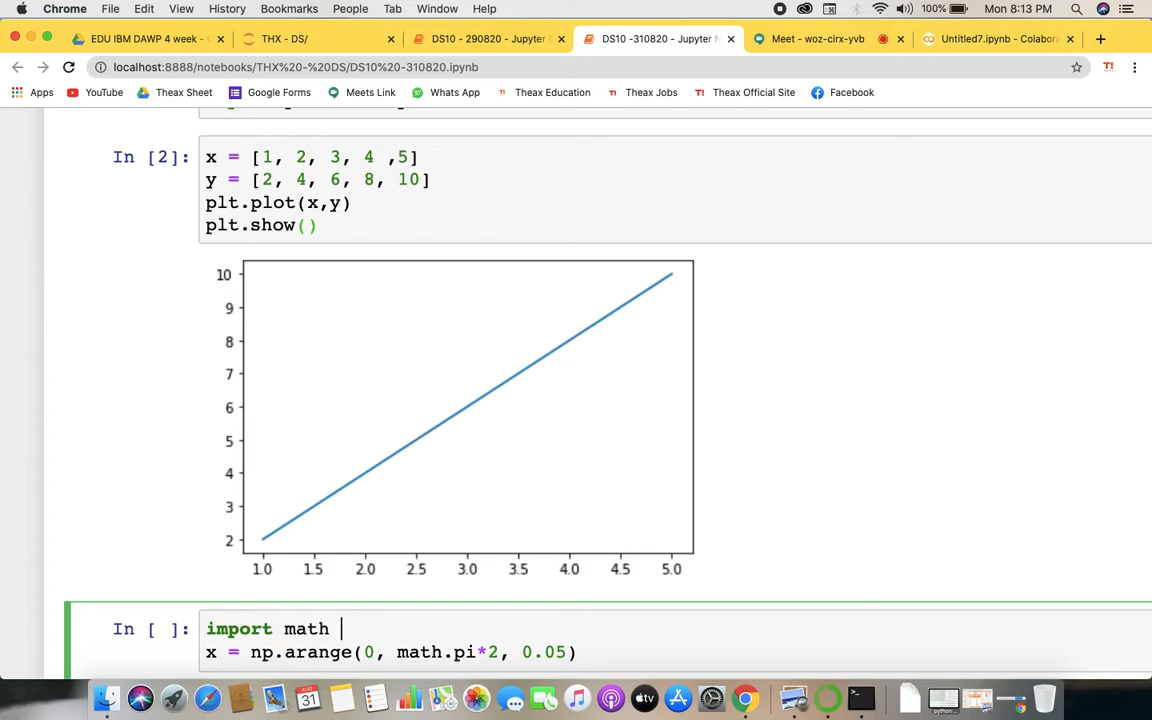 Chrome File Edit View History Bookmarks People Tab Window Help 100% Mon 8:13 PM
EDU IBM DAWP 4 week - THX - DS/ DS10 - 290820 - Jupyter DS10 -310820 - Jupyter N Meet - woz-cirx-yvb Untitled7.ipynb - Colabora
localhost:8888/notebooks/THX%20-%20DS/DS10%20-310820.ipynb
Apps YouTube Theax Sheet Google Forms Meets Link Whats App Theax Education Theax Jobs Theax Official Site Facebook
In [2]: x = [1, 2, 3, 4 ,5]
y = [2, 4, 6, 8, 10]
plt.plot(x,y)
plt.show()
10
9
8
7
6
5
4
3
2
1.0 1.5 2.0 2.5 3.0 3.5 4.0 4.5 5.0
In [ ]: import math
x = np.arange(0, math.pi*2, 0.05)